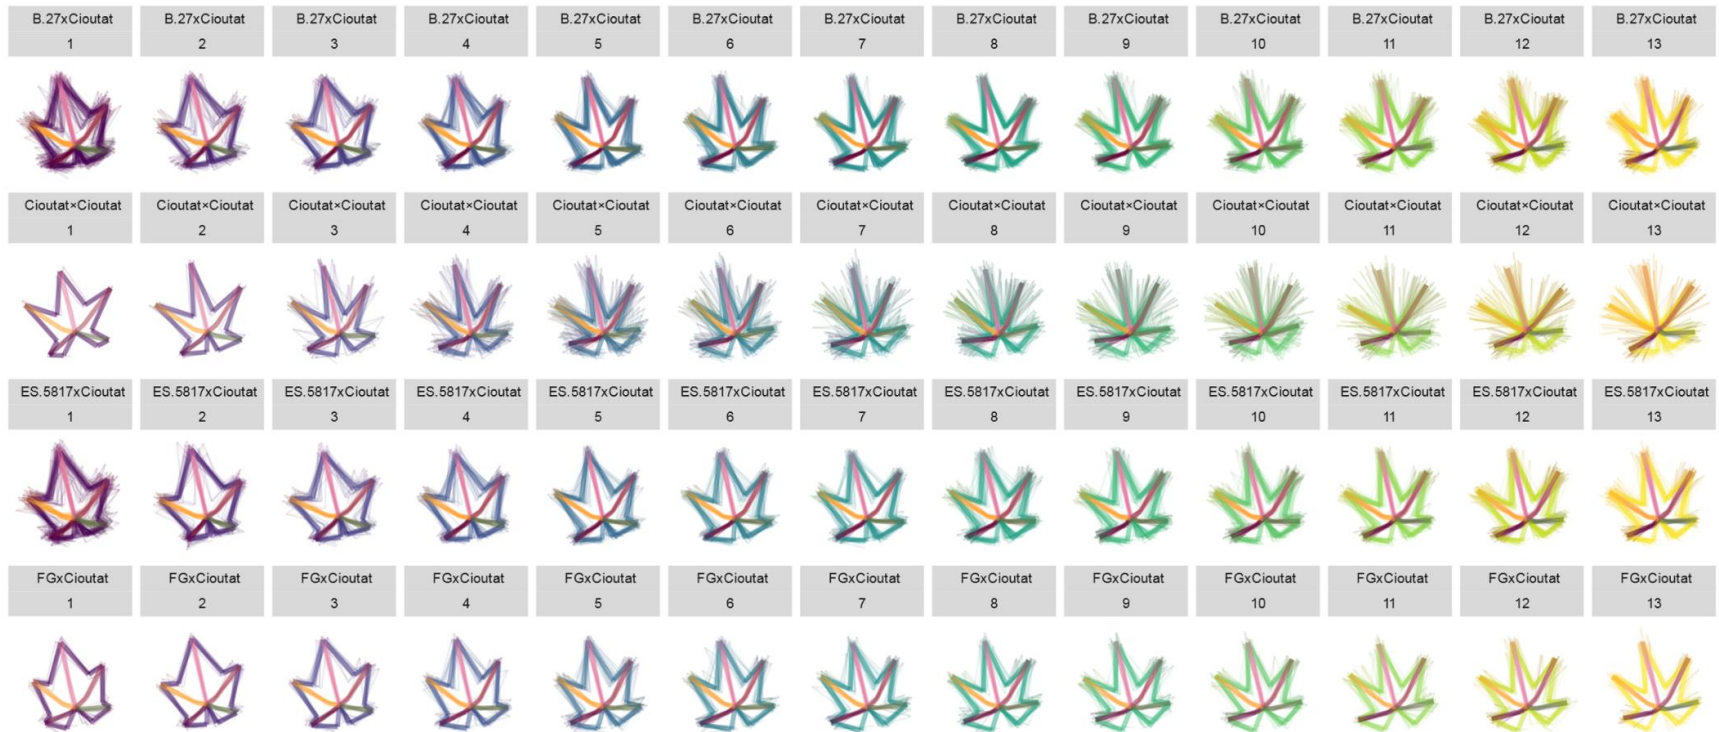 B.27xCioutat B.27xCioutat B.27xCioutat B.27xCioutat B.27xCioutat B.27xCioutat B.27xCioutat B.27xCioutat B.27xCioutat B.27xCioutat B.27xCioutat B.27xCioutat B.27xCioutat
1 2 3 4 5 6 7 8 9 10 11 12 13
Cioutat×Cioutat Cioutat×Cioutat Cioutat×Cioutat Cioutat×Cioutat Cioutat×Cioutat Cioutat×Cioutat Cioutat×Cioutat Cioutat×Cioutat Cioutat×Cioutat Cioutat×Cioutat Cioutat×Cioutat Cioutat×Cioutat Cioutat×Cioutat
1 2 3 4 5 6 7 8 9 10 11 12 13
ES.5817xCioutat ES.5817xCioutat ES.5817xCioutat ES.5817xCioutat ES.5817xCioutat ES.5817xCioutat ES.5817xCioutat ES.5817xCioutat ES.5817xCioutat ES.5817xCioutat ES.5817xCioutat ES.5817xCioutat ES.5817xCioutat
1 2 3 4 5 6 7 8 9 10 11 12 13
FGxCioutat FGxCioutat FGxCioutat FGxCioutat FGxCioutat FGxCioutat FGxCioutat FGxCioutat FGxCioutat FGxCioutat FGxCioutat FGxCioutat FGxCioutat
1 2 3 4 5 6 7 8 9 10 11 12 13